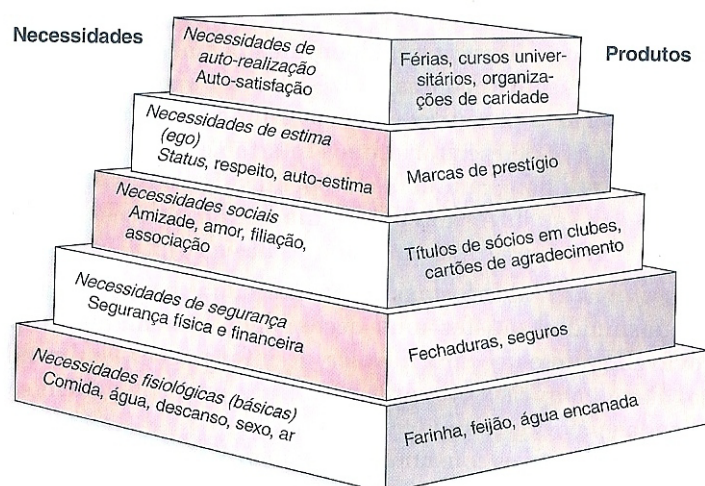 Necessidades
Produtos
Necessidades de
auto-realização
Auto-satisfação
Férias, cursos univer-
sitários, organiza-
ções de caridade
Necessidades de estima
(ego)
Status, respeito, auto-estima
Marcas de prestígio
Necessidades sociais
Amizade, amor, filiação,
associação
Títulos de sócios em clubes,
cartões de agradecimento
Necessidades de segurança
Segurança física e financeira
Fechaduras, seguros
Necessidades fisiológicas (básicas)
Comida, água, descanso, sexo, ar
Farinha, feijão, água encanada